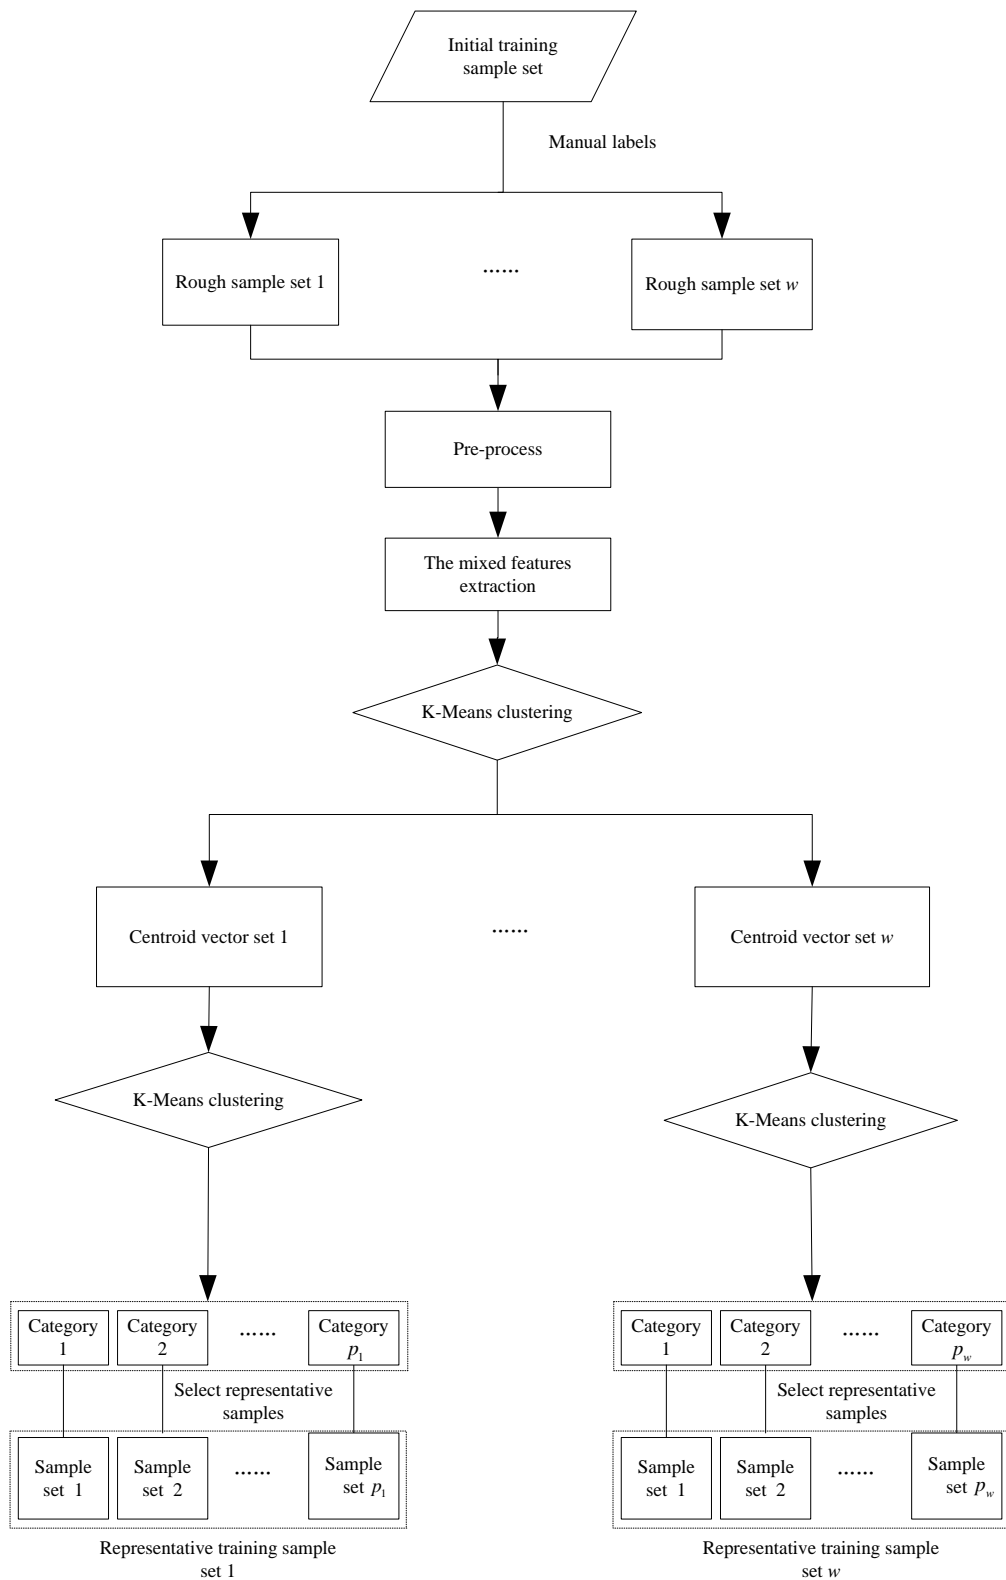 Initial training
sample set
Manual labels
Rough sample set 1
......
Rough sample set w
Pre-process
The mixed features
extraction
K-Means clustering
Centroid vector set 1
......
Centroid vector set w
K-Means clustering
K-Means clustering
Category
1
Category
2
......
Category
p₁
Select representative
samples
Sample
set 1
Sample
set 2
......
Sample
set p₁
Representative training sample
set 1
Category
1
Category
2
......
Category
p_w
Select representative
samples
Sample
set 1
Sample
set 2
......
Sample
set p_w
Representative training sample
set w